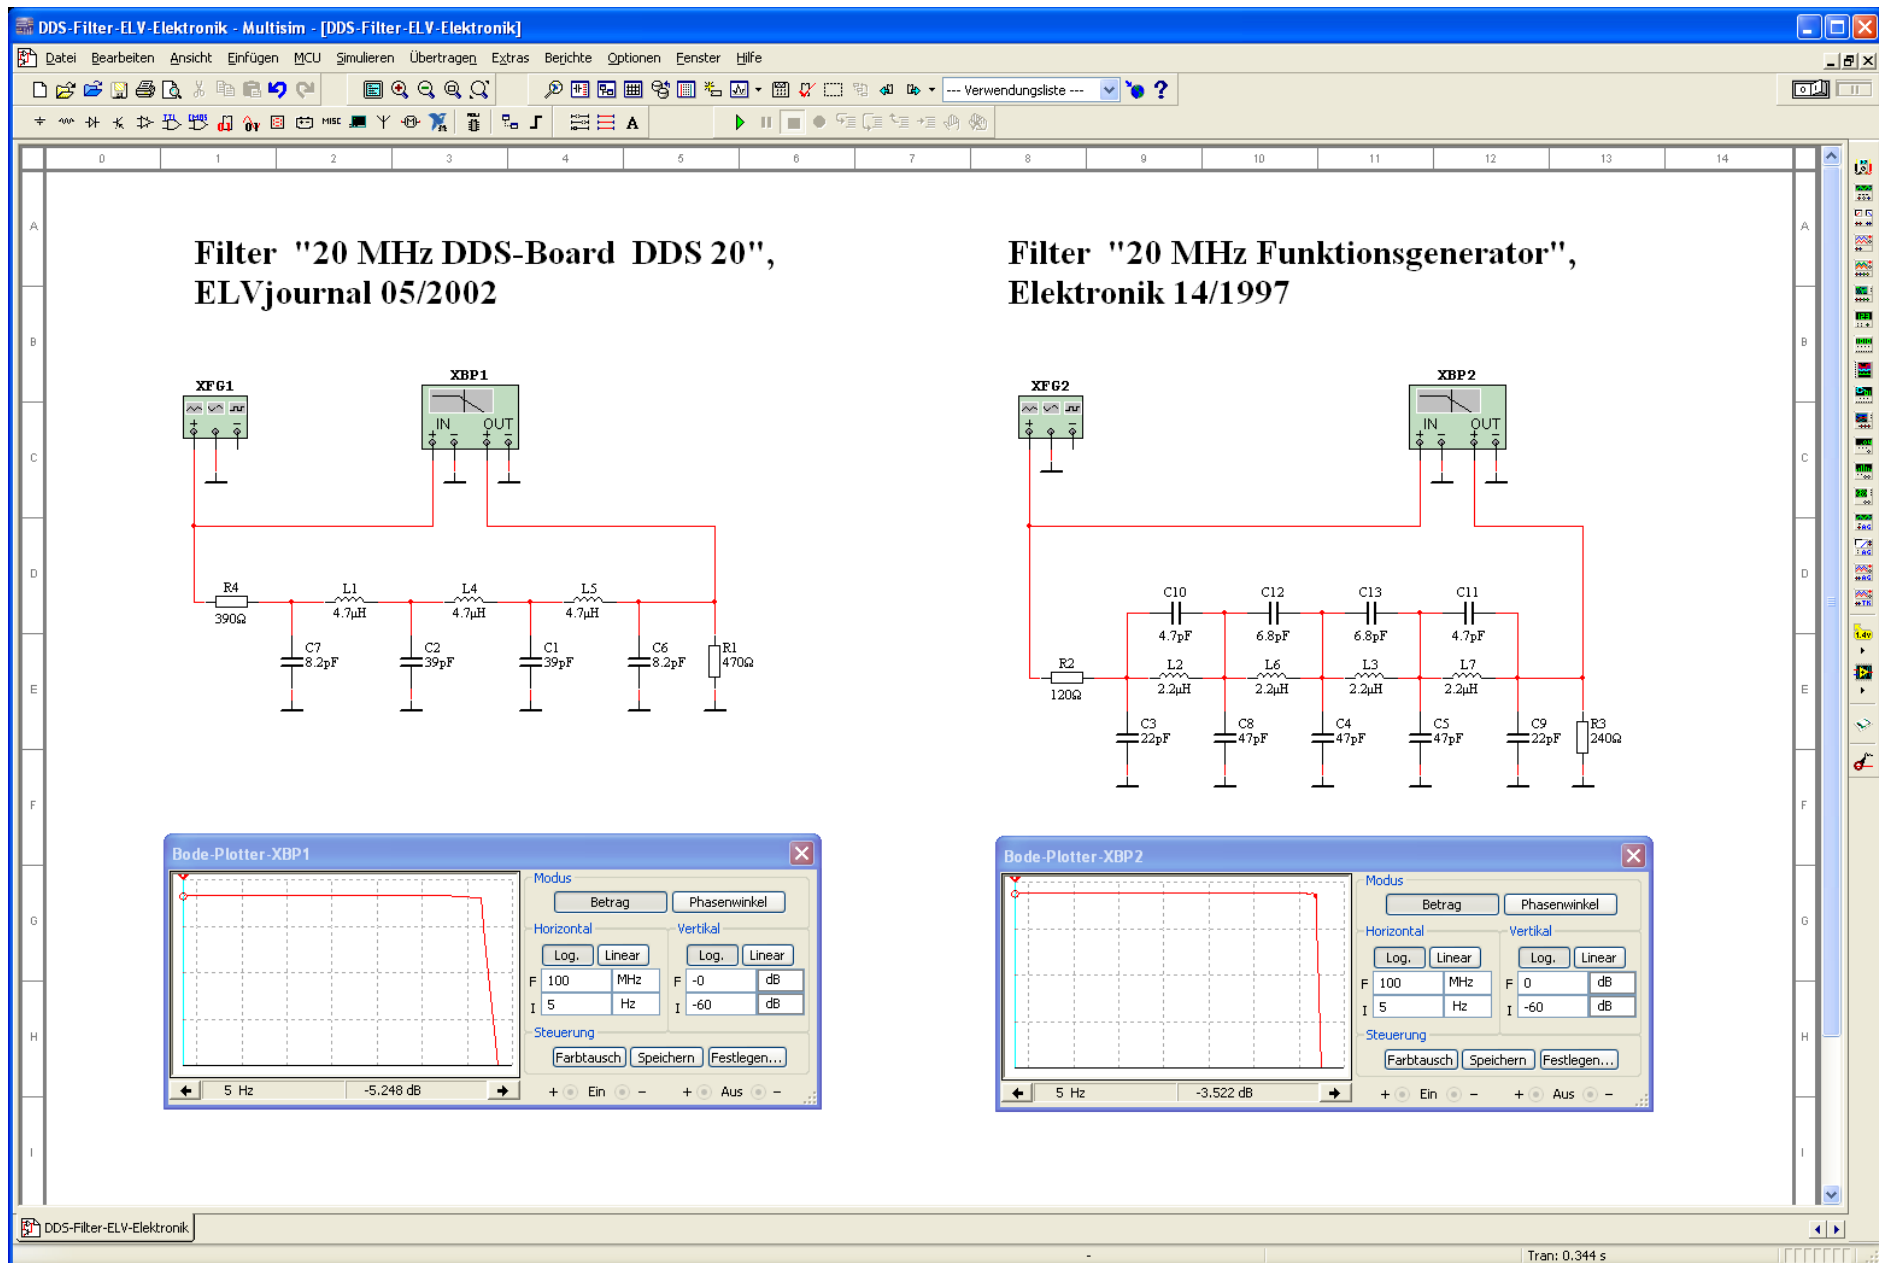 DDS-Filter-ELV-Elektronik - Multisim - [DDS-Filter-ELV-Elektronik]
Datei Bearbeiten Ansicht Einfügen MCU Simulieren Übertragen Extras Berichte Optionen Fenster Hilfe
--- Verwendungsliste ---
0 1 2 3 4 5 6 7 8 9 10 11 12 13 14
A A
Filter "20 MHz DDS-Board DDS 20",
ELVjournal 05/2002
Filter "20 MHz Funktionsgenerator",
Elektronik 14/1997
B B
XFG1 XBP1 XFG2 XBP2
IN OUT IN OUT
C C
D D
R4 L1 L4 L5
390Ω 4.7µH 4.7µH 4.7µH
C7 C2 C1 C6 R1
8.2pF 39pF 39pF 8.2pF 470Ω
C10 C12 C13 C11
4.7pF 6.8pF 6.8pF 4.7pF
R2 L2 L6 L3 L7
120Ω 2.2µH 2.2µH 2.2µH 2.2µH
C3 C8 C4 C5 C9 R3
22pF 47pF 47pF 47pF 22pF 240Ω
E E
F F
Bode-Plotter-XBP1
Modus
Betrag Phasenwinkel
Horizontal Vertikal
Log. Linear Log. Linear
F 100 MHz F -0 dB
I 5 Hz I -60 dB
Steuerung
Farbtausch Speichern Festlegen...
5 Hz -5.248 dB + Ein - + Aus -
Bode-Plotter-XBP2
Modus
Betrag Phasenwinkel
Horizontal Vertikal
Log. Linear Log. Linear
F 100 MHz F 0 dB
I 5 Hz I -60 dB
Steuerung
Farbtausch Speichern Festlegen...
5 Hz -3.522 dB + Ein - + Aus -
G G
H H
I I
DDS-Filter-ELV-Elektronik
- Tran: 0.344 s